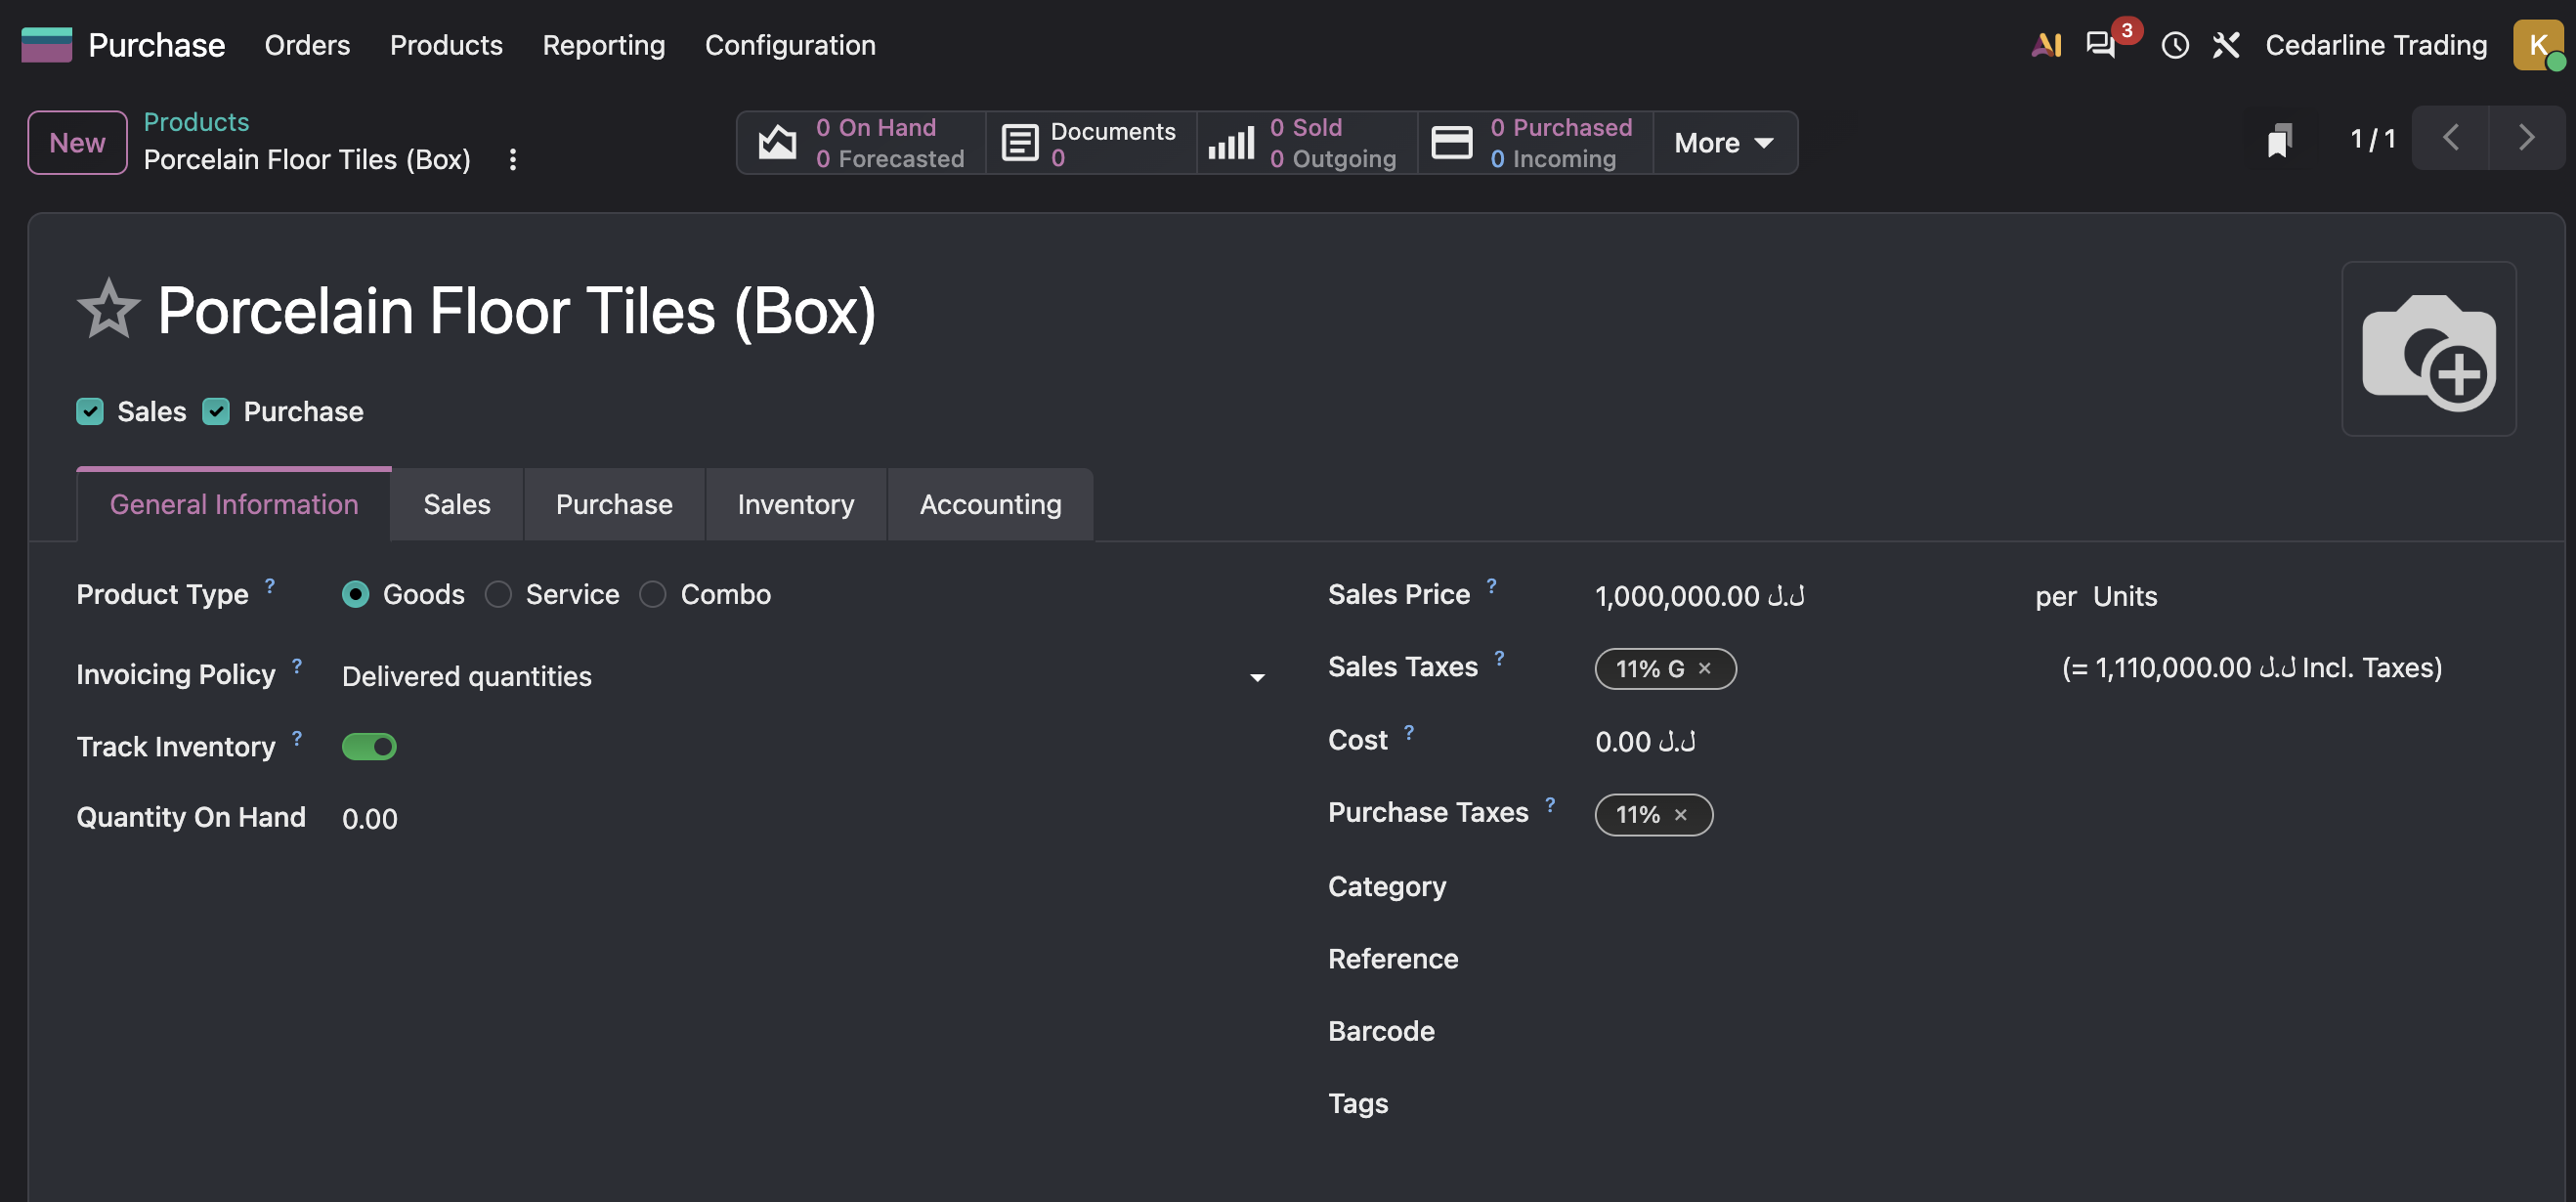 Purchase Orders Products Reporting Configuration AI 3 Cedarline Trading K
New Products
Porcelain Floor Tiles (Box)
0 On Hand
0 Forecasted
Documents
0
0 Sold
0 Outgoing
0 Purchased
0 Incoming
More
1 / 1
Porcelain Floor Tiles (Box)
Sales Purchase
General Information Sales Purchase Inventory Accounting
Product Type ? Goods Service Combo
Invoicing Policy ? Delivered quantities
Track Inventory ?
Quantity On Hand 0.00
Sales Price ? 1,000,000.00 ل.ل per Units
Sales Taxes ? 11% G × (= 1,110,000.00 ل.ل Incl. Taxes)
Cost ? 0.00 ل.ل
Purchase Taxes ? 11% ×
Category
Reference
Barcode
Tags